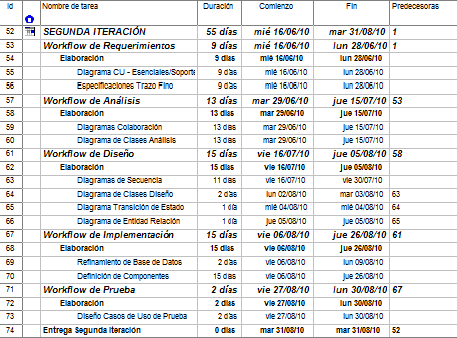 Id Nombre de tarea Duración Comienzo Fin Predecesoras
52 SEGUNDA ITERACIÓN 55 días mié 16/06/10 mar 31/08/10 1
53 Workflow de Requerimientos 9 días mié 16/06/10 lun 28/06/10 1
54 Elaboración 9 días mié 16/06/10 lun 28/06/10
55 Diagrama CU - Esenciales/Soporte 9 días mié 16/06/10 lun 28/06/10
56 Especificaciones Trazo Fino 9 días mié 16/06/10 lun 28/06/10
57 Workflow de Análisis 13 días mar 29/06/10 jue 15/07/10 53
58 Elaboración 13 días mar 29/06/10 jue 15/07/10
59 Diagramas Colaboración 13 días mar 29/06/10 jue 15/07/10
60 Diagrama de Clases Análisis 13 días mar 29/06/10 jue 15/07/10
61 Workflow de Diseño 15 días vie 16/07/10 jue 05/08/10 58
62 Elaboración 15 días vie 16/07/10 jue 05/08/10
63 Diagramas de Secuencia 11 días vie 16/07/10 vie 30/07/10
64 Diagrama de Clases Diseño 2 días lun 02/08/10 mar 03/08/10 63
65 Diagrama Transición de Estado 1 día mié 04/08/10 mié 04/08/10 64
66 Diagrama de Entidad Relación 1 día jue 05/08/10 jue 05/08/10 65
67 Workflow de Implementación 15 días vie 06/08/10 jue 26/08/10 61
68 Elaboración 15 días vie 06/08/10 jue 26/08/10
69 Refinamiento de Base de Datos 2 días vie 06/08/10 lun 09/08/10
70 Definición de Componentes 15 días vie 06/08/10 jue 26/08/10
71 Workflow de Prueba 2 días vie 27/08/10 lun 30/08/10 67
72 Elaboración 2 días vie 27/08/10 lun 30/08/10
73 Diseño Casos de Uso de Prueba 2 días vie 27/08/10 lun 30/08/10
74 Entrega Segunda Iteración 0 días mar 31/08/10 mar 31/08/10 52